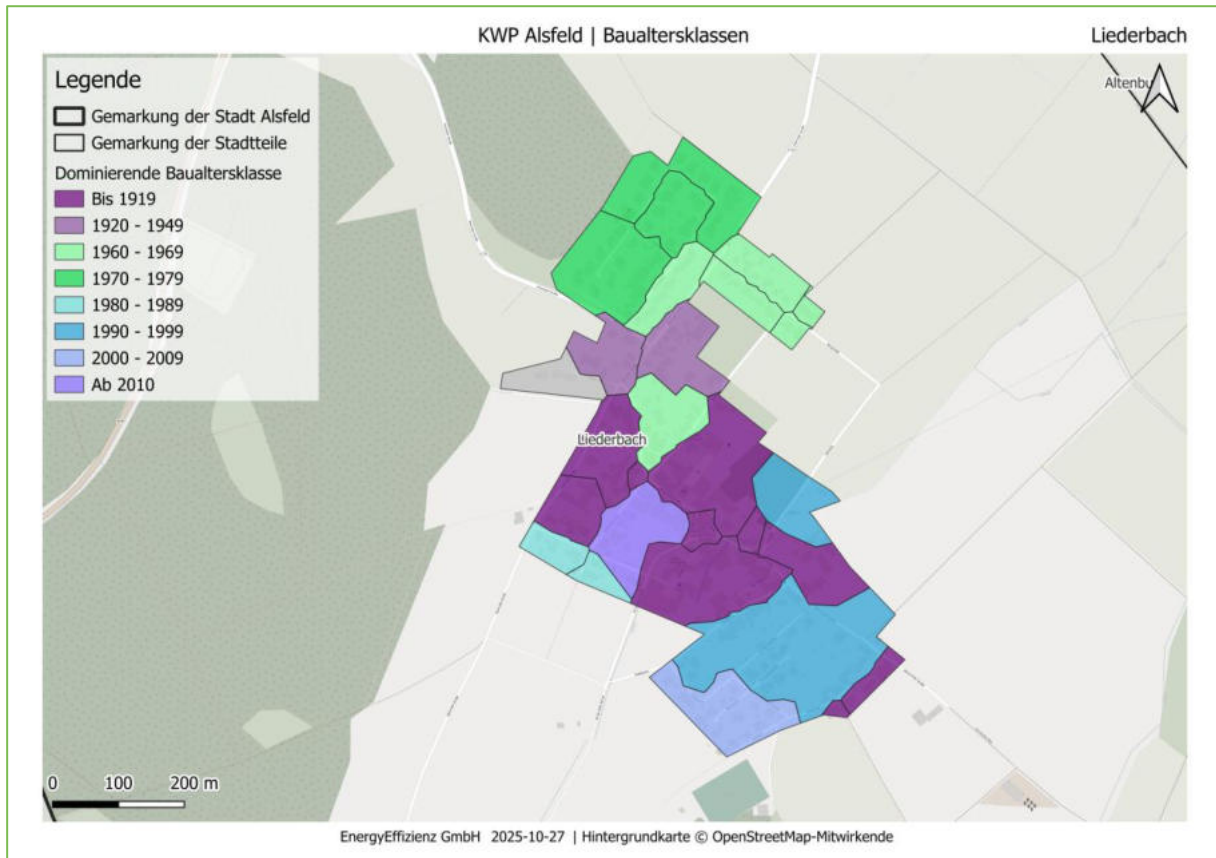 KWP Alsfeld | Baualtersklassen
Liederbach
Legende
Gemarkung der Stadt Alsfeld
Gemarkung der Stadtteile
Dominierende Baualtersklasse
Bis 1919
1920 - 1949
1960 - 1969
1970 - 1979
1980 - 1989
1990 - 1999
2000 - 2009
Ab 2010
Altenbu
Liederbach
0 100 200 m
EnergyEffizienz GmbH 2025-10-27 | Hintergrundkarte © OpenStreetMap-Mitwirkende